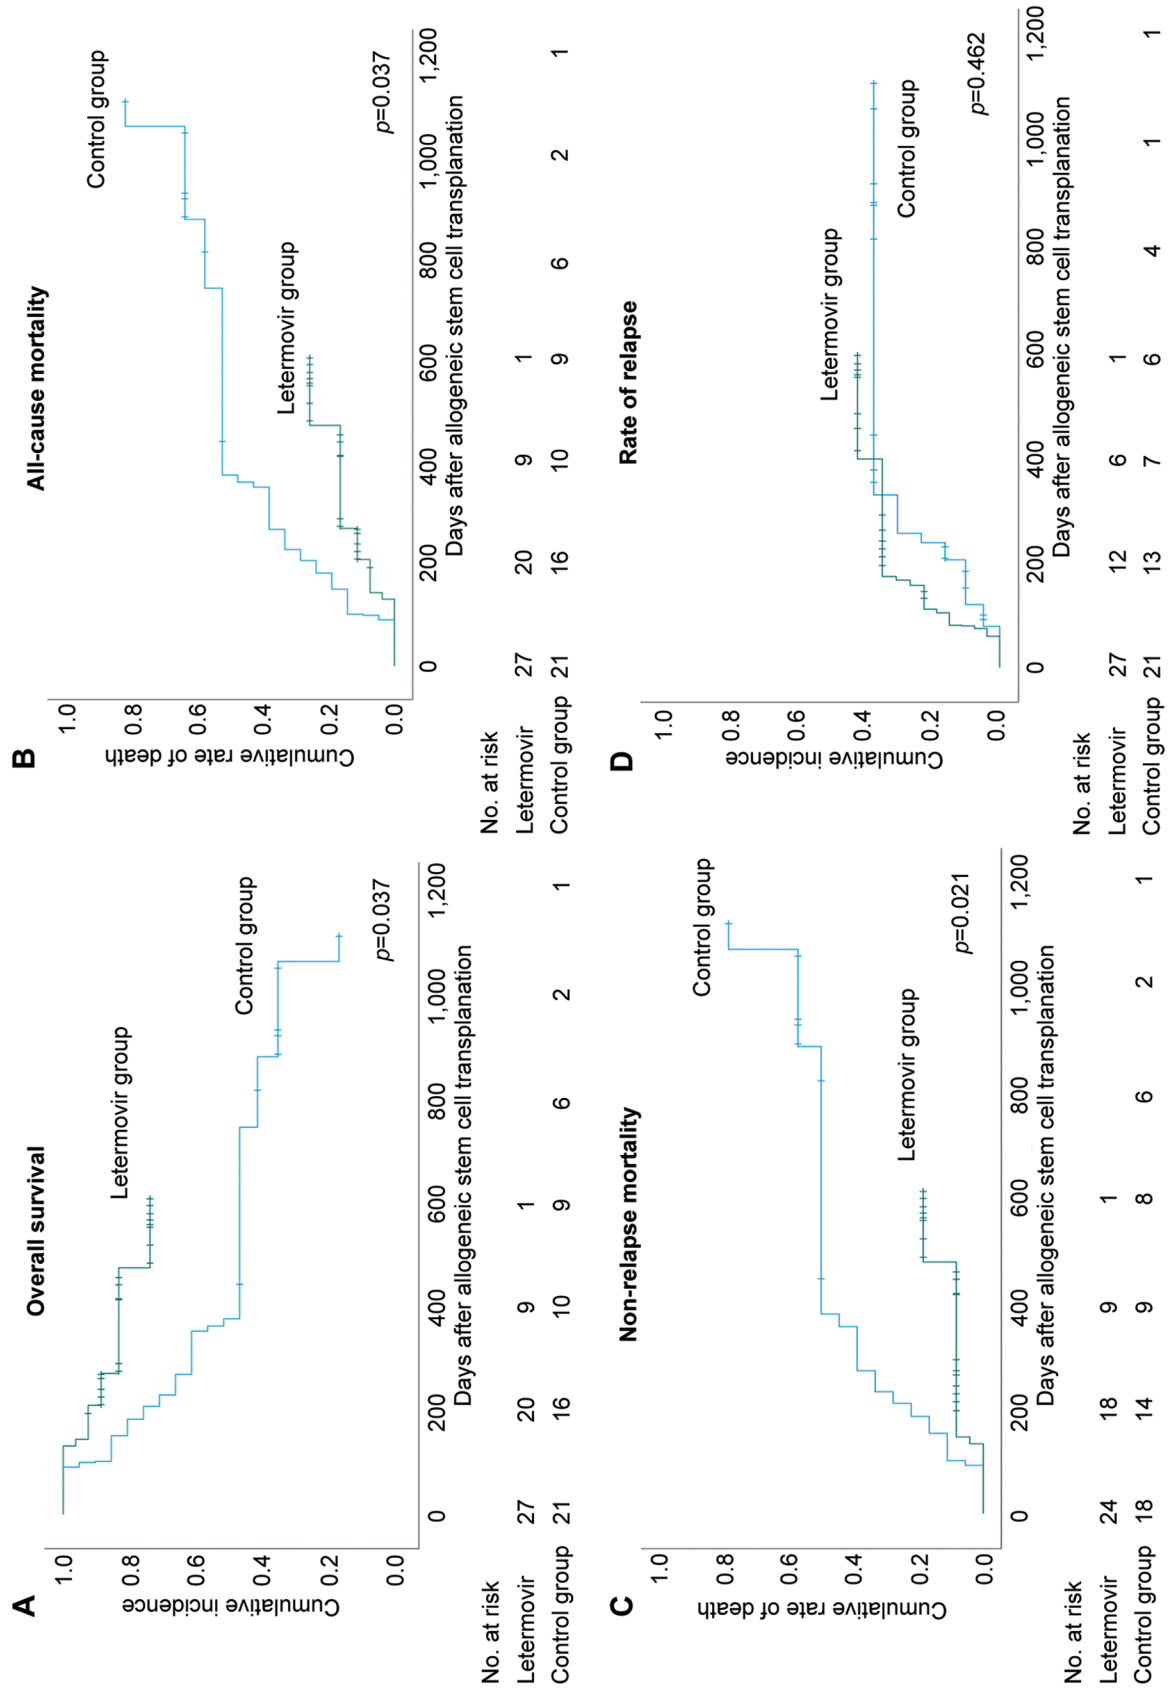 A
Overall survival
1.0
0.8
0.6
0.4
0.2
0.0
Cumulative incidence
Letermovir group
Control group
p=0.037
0 200 400 600 800 1,000 1,200
Days after allogeneic stem cell transplanation
No. at risk
Letermovir 27 20 9 1
Control group 21 16 10 9 6 2 1
B
All-cause mortality
1.0
0.8
0.6
0.4
0.2
0.0
Cumulative rate of death
Control group
Letermovir group
p=0.037
0 200 400 600 800 1,000 1,200
Days after allogeneic stem cell transplanation
No. at risk
Letermovir 27 20 9 1
Control group 21 16 10 9 6 2 1
C
Non-relapse mortality
1.0
0.8
0.6
0.4
0.2
0.0
Cumulative rate of death
Control group
Letermovir group
p=0.021
0 200 400 600 800 1,000 1,200
Days after allogeneic stem cell transplanation
No. at risk
Letermovir 24 18 9 1
Control group 18 14 9 8 6 2 1
D
Rate of relapse
1.0
0.8
0.6
0.4
0.2
0.0
Cumulative incidence
Letermovir group
Control group
p=0.462
0 200 400 600 800 1,000 1,200
Days after allogeneic stem cell transplanation
No. at risk
Letermovir 27 12 6 1
Control group 21 13 7 6 4 1 1